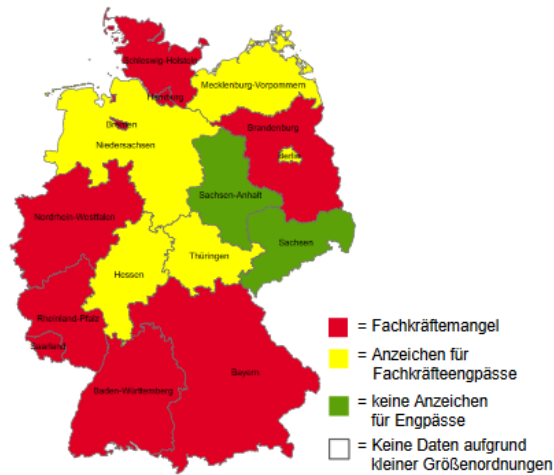 Schleswig-Holstein
Hamburg
Mecklenburg-Vorpommern
Bremen
Niedersachsen
Brandenburg
Berlin
Sachsen-Anhalt
Nordrhein-Westfalen
Sachsen
Thüringen
Hessen
Rheinland-Pfalz
Saarland
Baden-Württemberg
Bayern
= Fachkräftemangel
= Anzeichen für
Fachkräfteengpässe
= keine Anzeichen
für Engpässe
= Keine Daten aufgrund
kleiner Größenordnungen